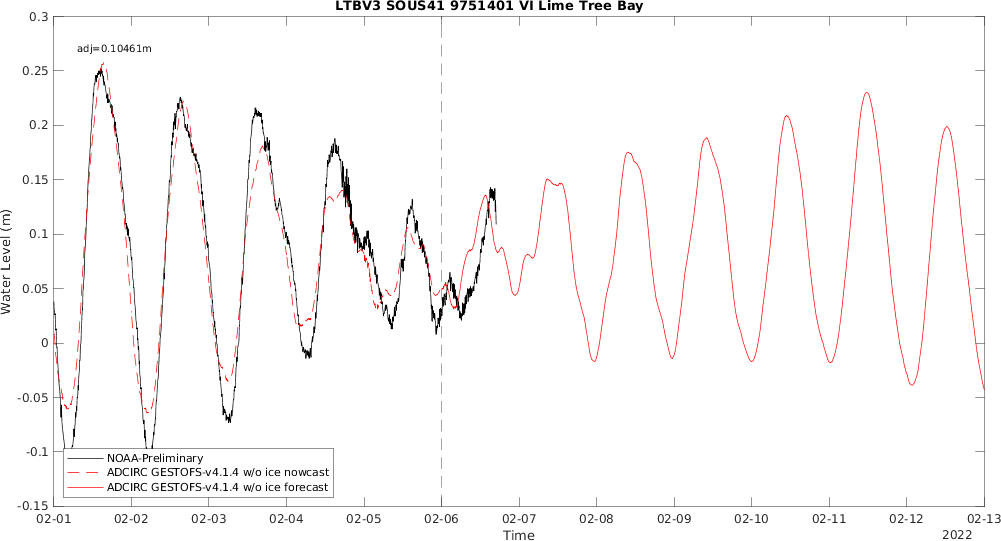 LTBV3 SOUS41 9751401 VI Lime Tree Bay
adj=0.10461m
0.3
0.25
0.2
0.15
0.1
0.05
0
-0.05
-0.1
-0.15
Water Level (m)
NOAA-Preliminary
ADCIRC GESTOFS-v4.1.4 w/o ice nowcast
ADCIRC GESTOFS-v4.1.4 w/o ice forecast
02-01 02-02 02-03 02-04 02-05 02-06 02-07 02-08 02-09 02-10 02-11 02-12 02-13
Time
2022